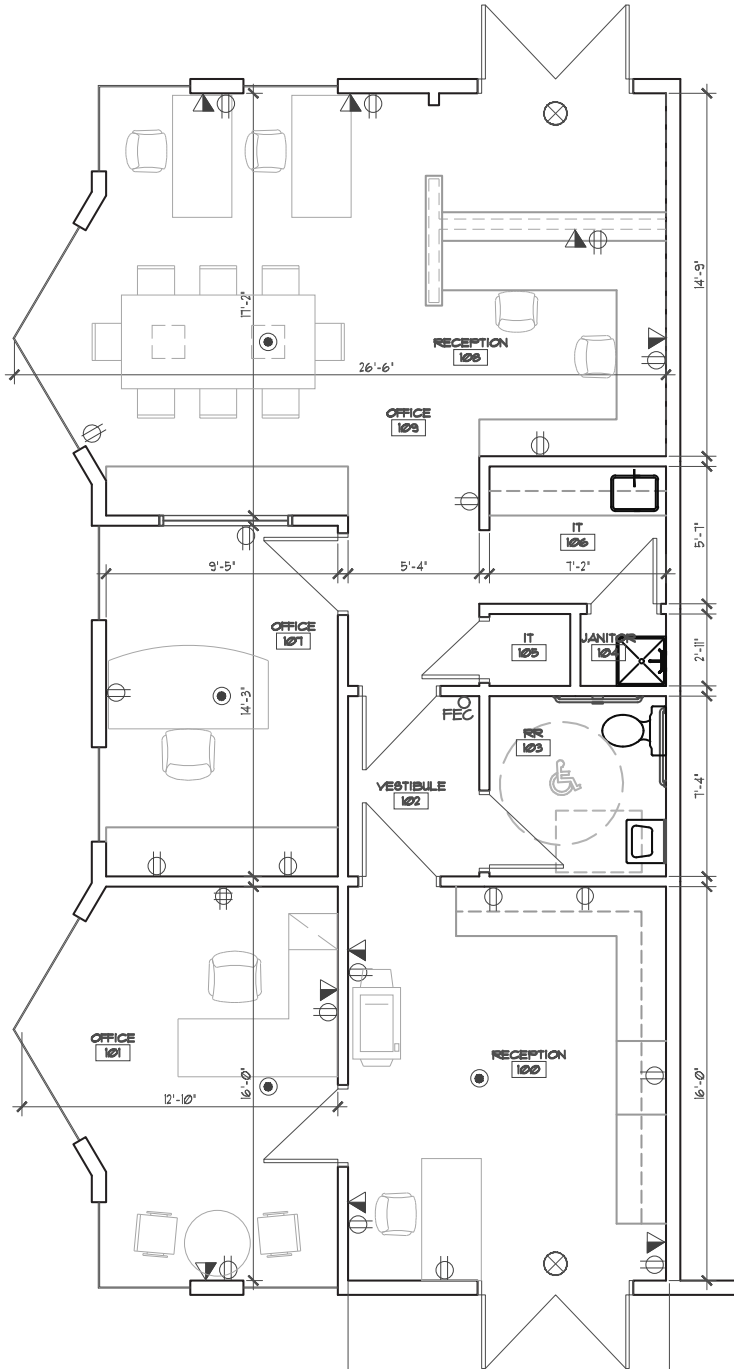 17'-2"
14'-9"
RECEPTION
108
26'-6"
OFFICE
109
IT
106
5'-7"
9'-5"
5'-4"
7'-2"
OFFICE
107
IT
105
JANITOR
104
2'-11"
14'-3"
FEC
RR
103
VESTIBULE
102
7'-4"
OFFICE
101
RECEPTION
100
12'-10"
16'-0"
16'-0"